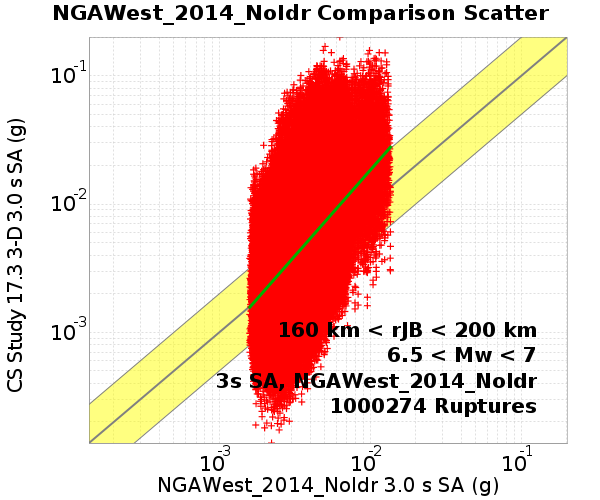 NGAWest_2014_NoIdr Comparison Scatter
CS Study 17.3 3-D 3.0 s SA (g)
10-1
10-2
10-3
160 km < rJB < 200 km
6.5 < Mw < 7
3s SA, NGAWest_2014_NoIdr
1000274 Ruptures
10-3 10-2 10-1
NGAWest_2014_NoIdr 3.0 s SA (g)